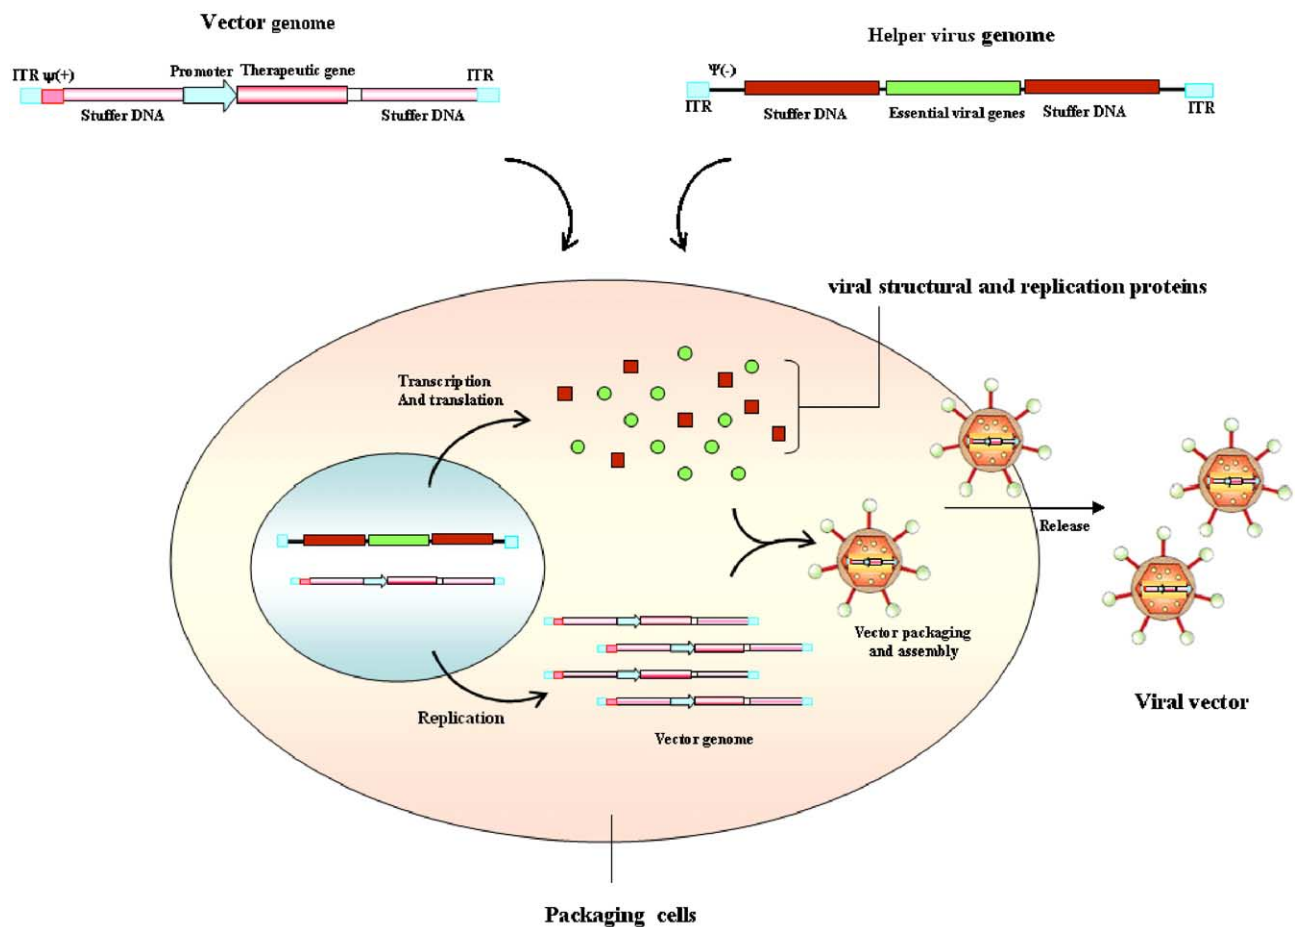 Vector genome
Helper virus genome
ITR ψ(+)
Promoter
Therapeutic gene
ITR
Stuffer DNA
Stuffer DNA
Ψ(-)
ITR
Stuffer DNA
Essential viral genes
Stuffer DNA
ITR
viral structural and replication proteins
Transcription
And translation
Release
Vector packaging
and assembly
Viral vector
Replication
Vector genome
Packaging cells